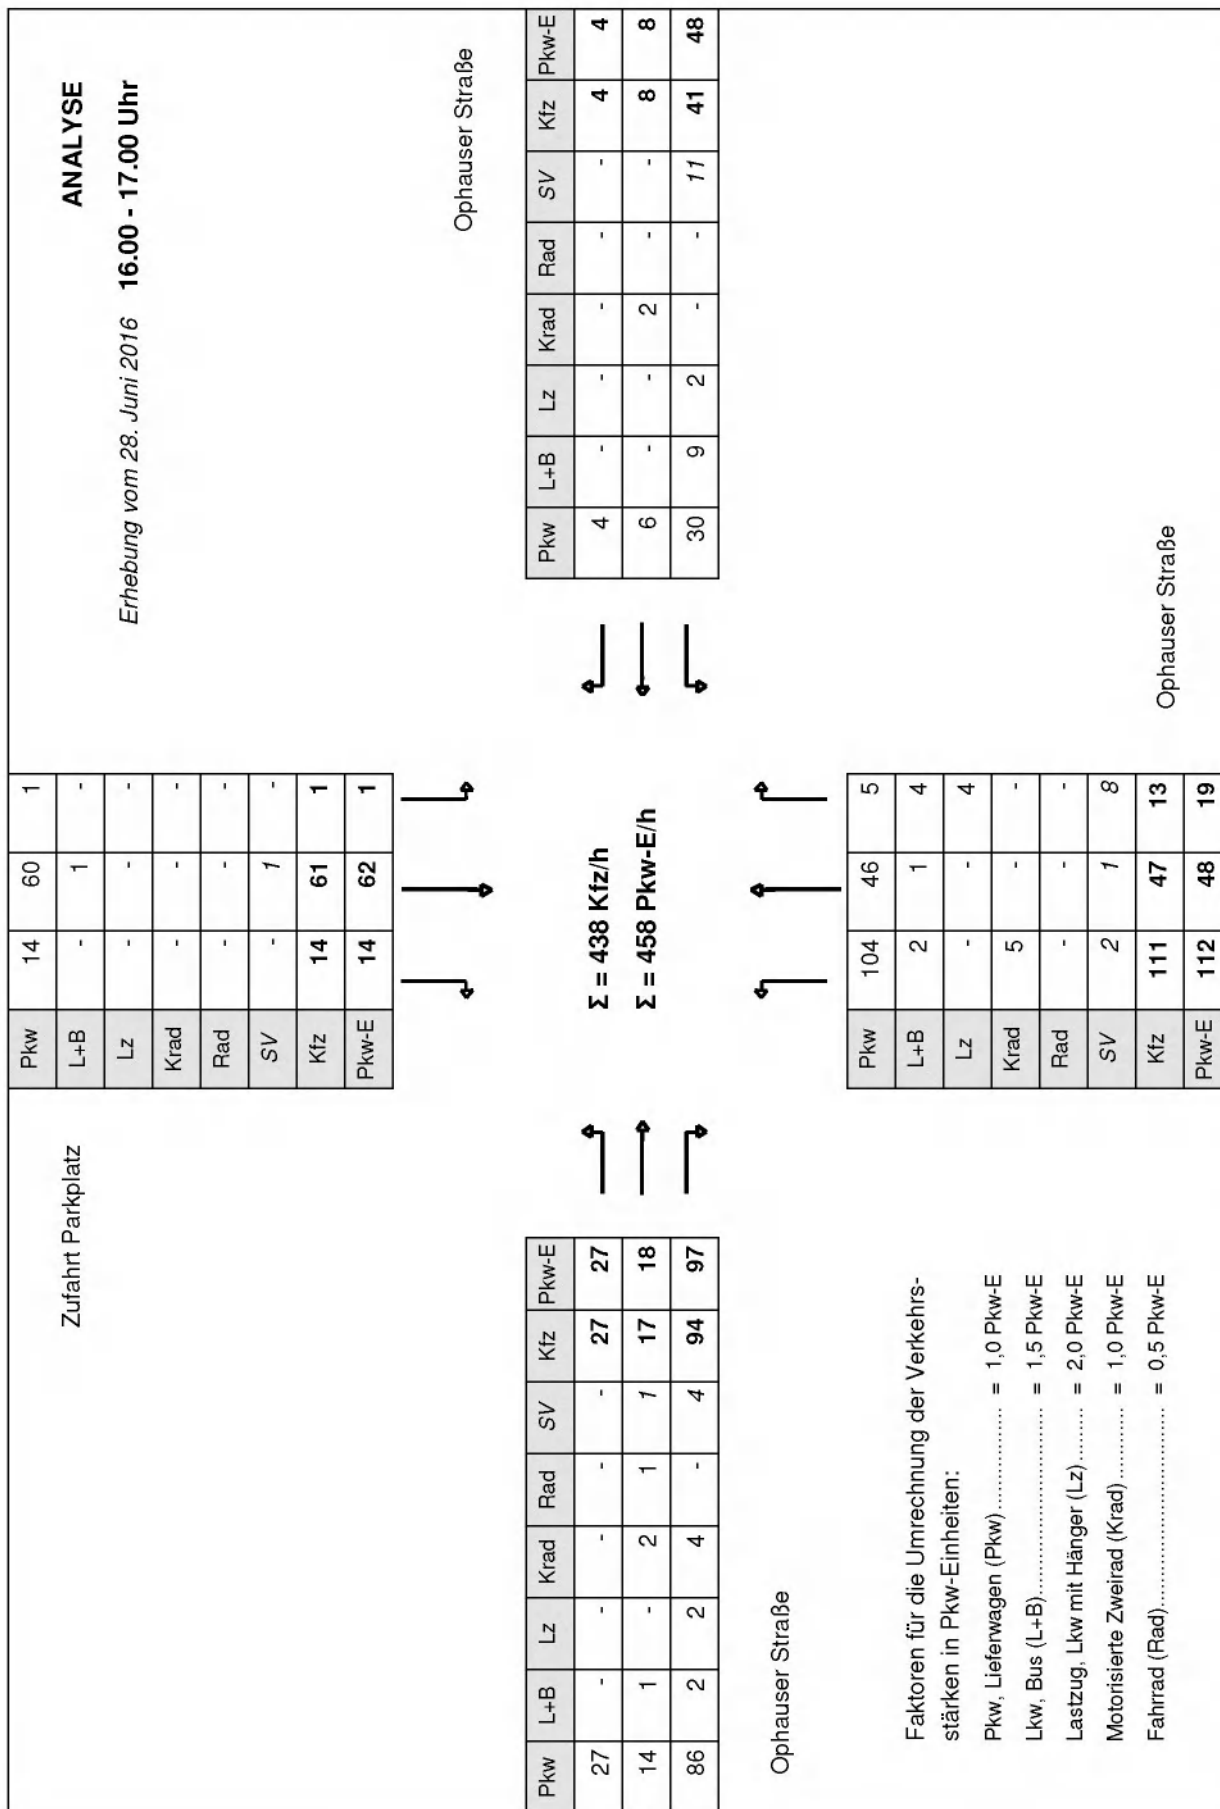 ANALYSE
Erhebung vom 28. Juni 2016 16.00 - 17.00 Uhr
Zufahrt Parkplatz
Pkw 14 60 1
L+B - 1 -
Lz - - -
Krad - - -
Rad - - -
SV - 1 -
Kfz 14 61 1
Pkw-E 14 62 1
Ophauser Straße
Pkw L+B Lz Krad Rad SV Kfz Pkw-E
27 - - - - - 27 27
14 1 - 2 1 1 17 18
86 2 2 4 - 4 94 97
Σ = 438 Kfz/h
Σ = 458 Pkw-E/h
Pkw L+B Lz Krad Rad SV Kfz Pkw-E
4 - - - - - 4 4
6 - - 2 - - 8 8
30 9 2 - - 11 41 48
Ophauser Straße
Pkw 104 46 5
L+B 2 1 4
Lz - - 4
Krad 5 - -
Rad - - -
SV 2 1 8
Kfz 111 47 13
Pkw-E 112 48 19
Ophauser Straße
Faktoren für die Umrechnung der Verkehrs-
stärken in Pkw-Einheiten:
Pkw, Lieferwagen (Pkw)................ = 1,0 Pkw-E
Lkw, Bus (L+B)............................. = 1,5 Pkw-E
Lastzug, Lkw mit Hänger (Lz).......... = 2,0 Pkw-E
Motorisierte Zweirad (Krad)............ = 1,0 Pkw-E
Fahrrad (Rad)................................ = 0,5 Pkw-E